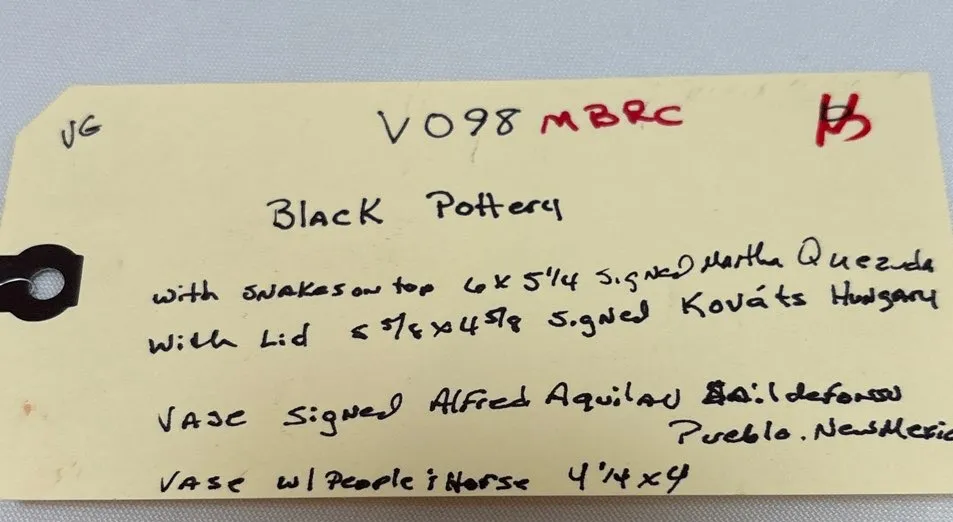 VG
V098 MBRC
Black Pottery
with snakes on top 6 x 5 1/4 signed Martha Quezada
With Lid 5 5/8 x 4 5/8 signed Kováts Hungary
Vase signed Alfred Aquilar Ildefonso
Pueblo. New Mexic
Vase w/ People & Horse 4 1/4 x 4